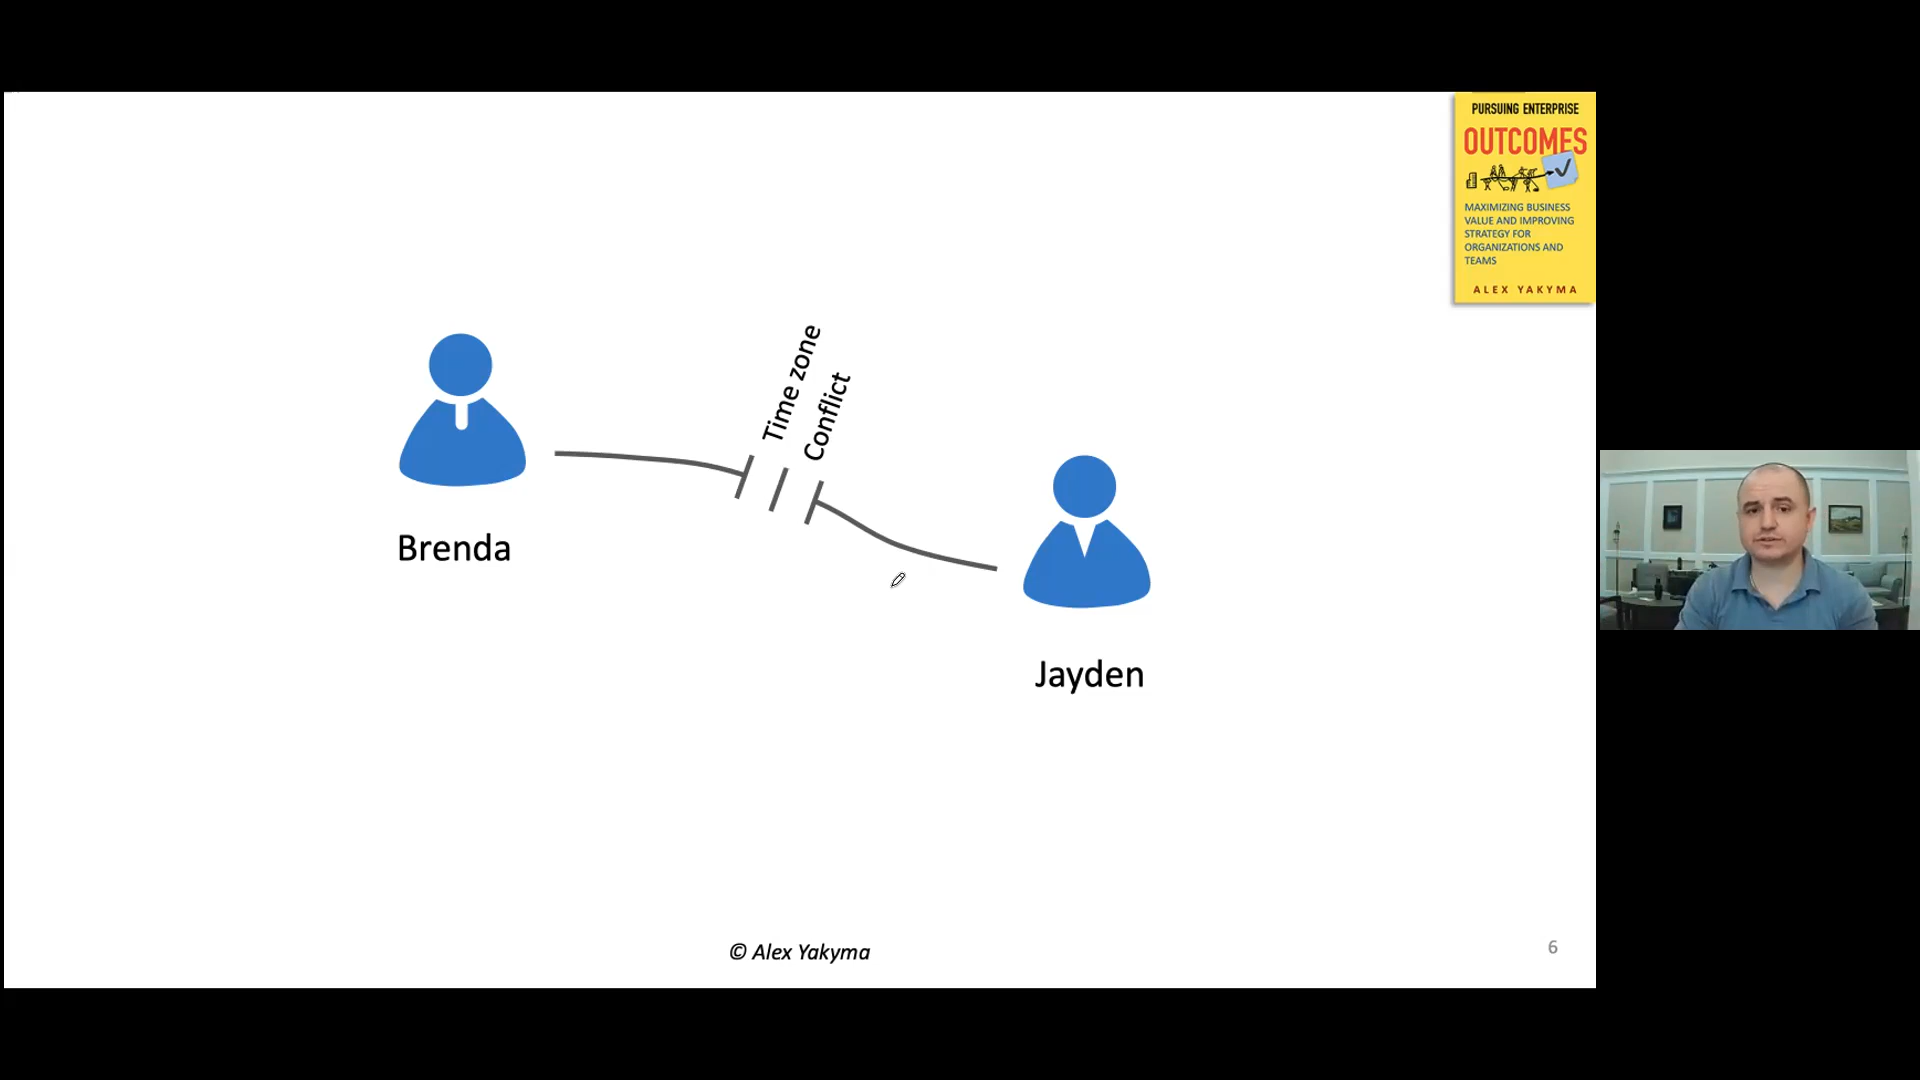 PURSUING ENTERPRISE
OUTCOMES
MAXIMIZING BUSINESS
VALUE AND IMPROVING
STRATEGY FOR
ORGANIZATIONS AND
TEAMS
ALEX YAKYMA
Time zone
Conflict
Brenda
Jayden
© Alex Yakyma
6